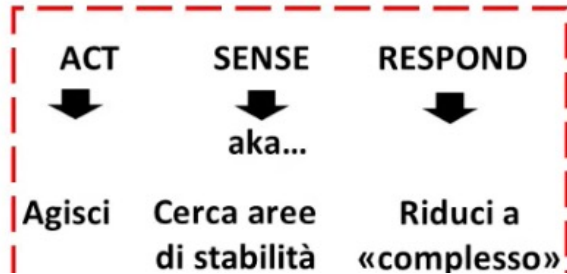 ACT SENSE RESPOND
aka...
Agisci Cerca aree Riduci a
di stabilità «complesso»